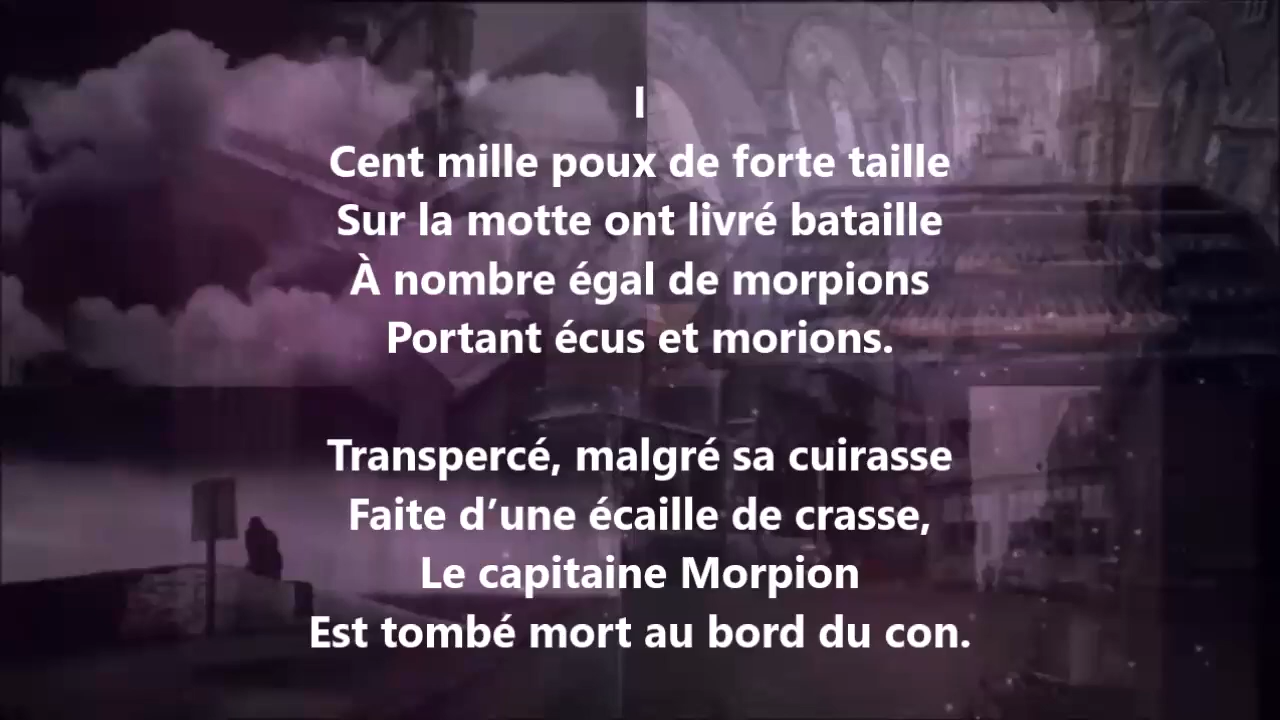 I
Cent mille poux de forte taille
Sur la motte ont livré bataille
À nombre égal de morpions
Portant écus et morions.
Transpercé, malgré sa cuirasse
Faite d’une écaille de crasse,
Le capitaine Morpion
Est tombé mort au bord du con.